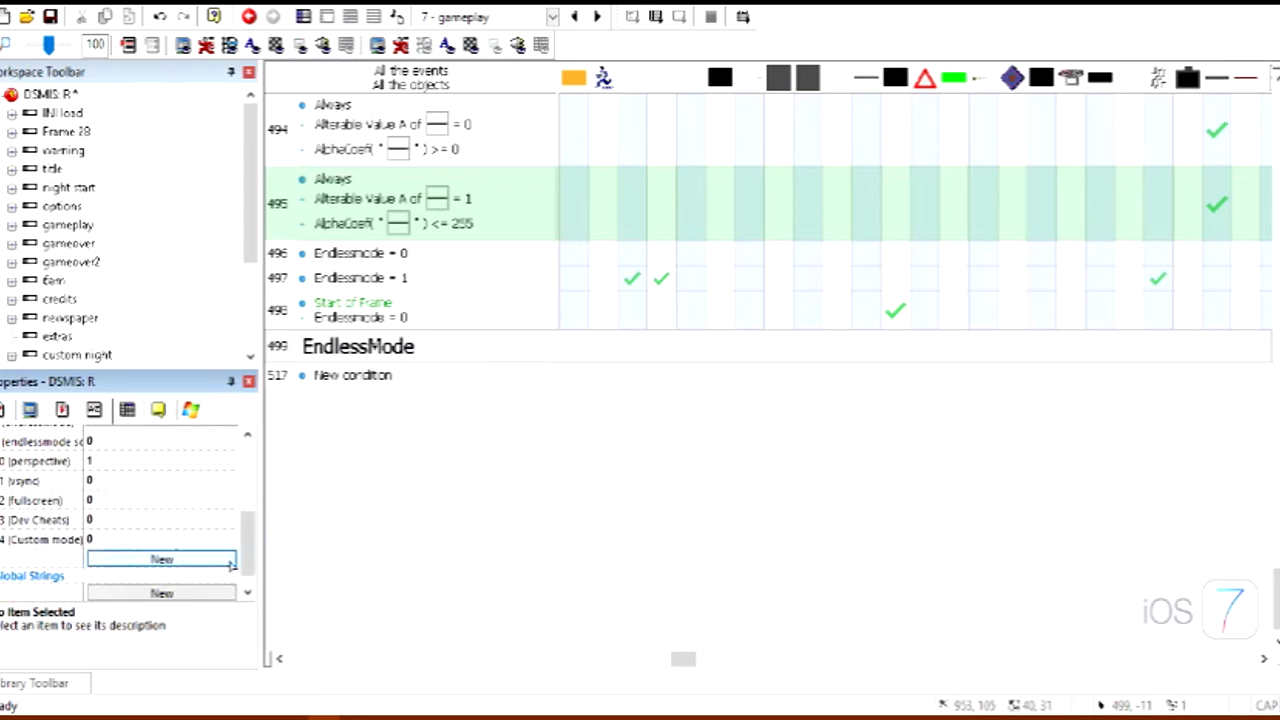 7 - gameplay
100
orkspace Toolbar
DSMIS: R*
INI load
Frame 28
warning
title
night start
options
gameplay
gameover
gameover2
6am
credits
newspaper
extras
custom night
operties - DSMIS: R
(endlessmode sc 0
0 (perspective) 1
1 (vsync) 0
2 (fullscreen) 0
3 (Dev Cheats) 0
4 (Custom mode) 0
New
lobal Strings
New
o Item Selected
elect an item to see its description
brary Toolbar
ady
All the events
All the objects
494
Always
Alterable Value A of = 0
AlphaCoef( " " ) >= 0
495
Always
Alterable Value A of = 1
AlphaCoef( " " ) <= 255
496 Endlessmode = 0
497 Endlessmode = 1
498
Start of Frame
Endlessmode = 0
499 EndlessMode
517 New condition
iOS 7
953, 105 40, 31 499, -11 1 CAP